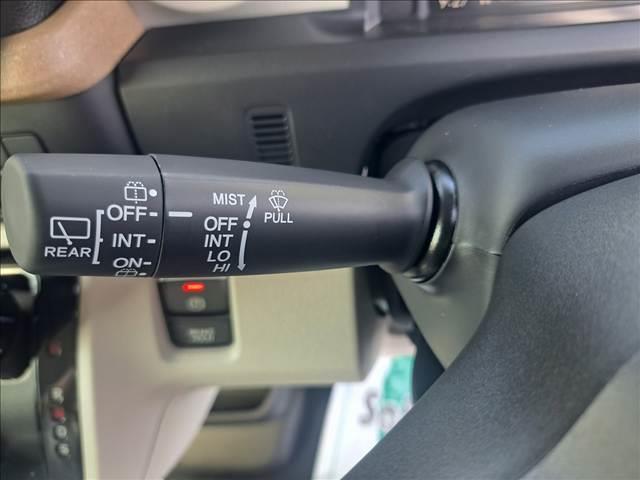 MIST
OFF
INT
LO
HI
PULL
OFF
INT
ON
REAR